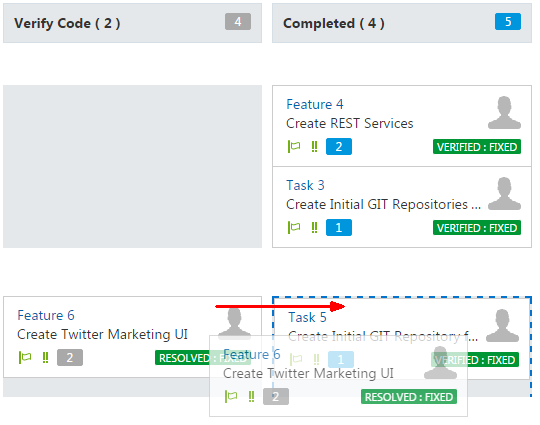 Verify Code ( 2 )
4
Completed ( 4 )
5
Feature 4
Create REST Services
2
VERIFIED : FIXED
Task 3
Create Initial GIT Repositories ...
1
VERIFIED : FIXED
Feature 6
Create Twitter Marketing UI
2
RESOLVED : FIXED
Task 5
Create Initial GIT Repository f...
1
VERIFIED : FIXED
Feature 6
Create Twitter Marketing UI
2
RESOLVED : FIXED